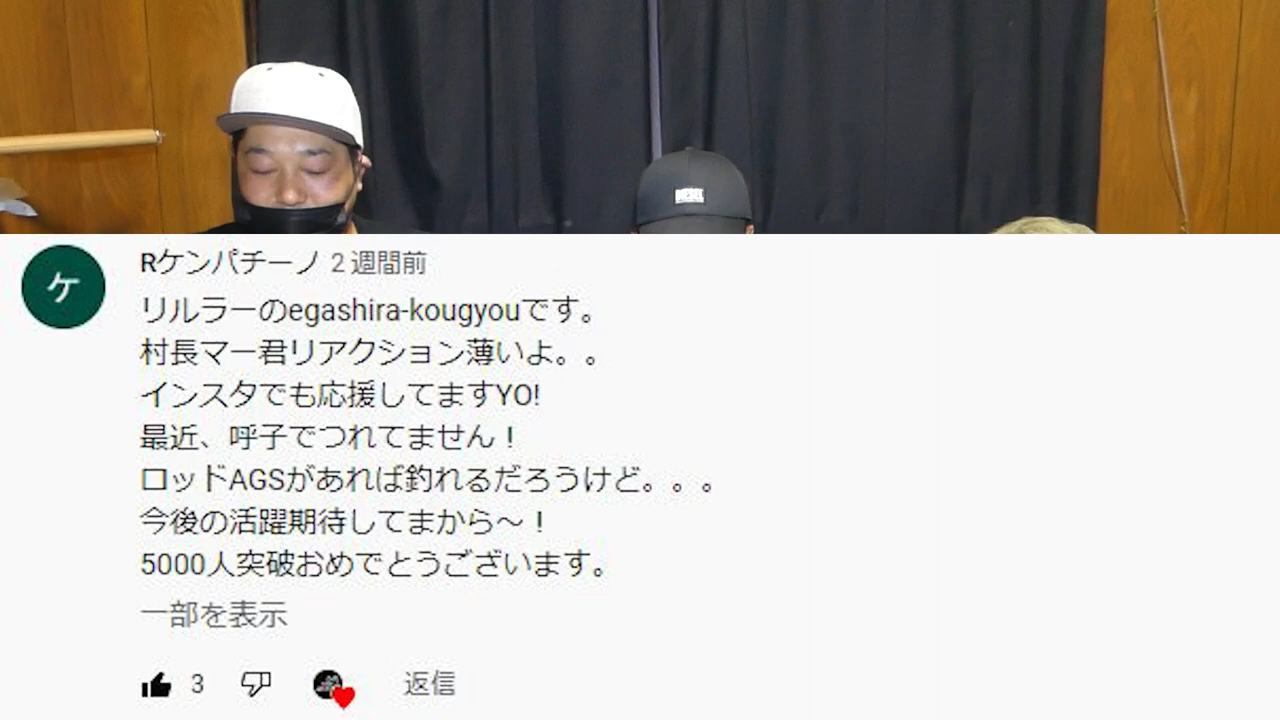 DIESEL
ケ
Rケンパチーノ 2 週間前
リルラーのegashira-kougyouです。
村長マー君リアクション薄いよ。。
インスタでも応援してますYO!
最近、呼子でつれてません！
ロッドAGSがあれば釣れるだろうけど。。。
今後の活躍期待してまから～！
5000人突破おめでとうございます。
一部を表示
3
返信